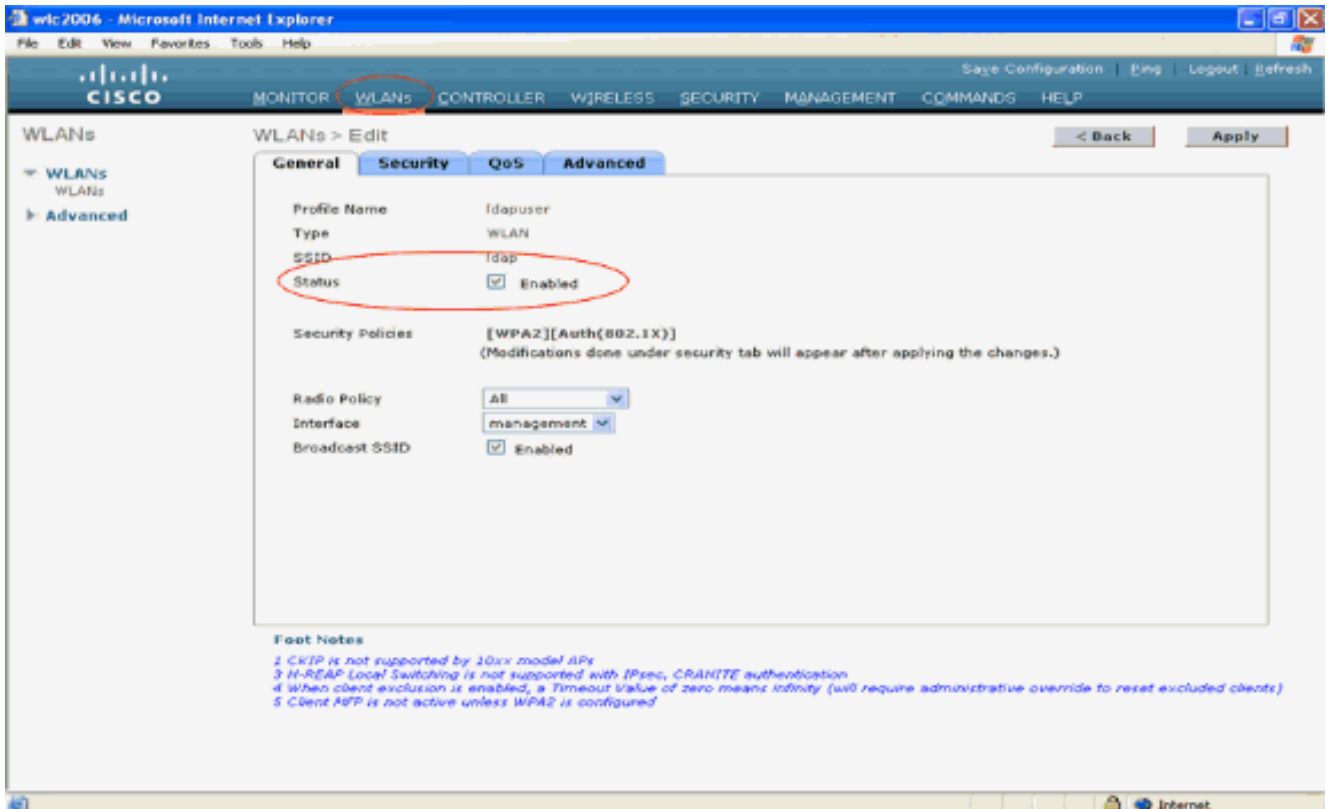 wlc2006 - Microsoft Internet Explorer
File Edit View Favorites Tools Help
Save Configuration | Ping | Logout | Refresh
CISCO
MONITOR WLANs CONTROLLER WIRELESS SECURITY MANAGEMENT COMMANDS HELP
WLANs
WLANs > Edit
< Back Apply
WLANs
WLANs
Advanced
General Security QoS Advanced
Profile Name ldapuser
Type WLAN
SSID ldap
Status Enabled
Security Policies [WPA2][Auth(802.1X)]
(Modifications done under security tab will appear after applying the changes.)
Radio Policy All
Interface management
Broadcast SSID Enabled
Foot Notes
1 CKIP is not supported by 10xx model APs
3 H-REAP Local Switching is not supported with IPsec, CRANITE authentication
4 When client exclusion is enabled, a Timeout Value of zero means infinity (will require administrative override to reset excluded clients)
5 Client MFP is not active unless WPA2 is configured
Internet